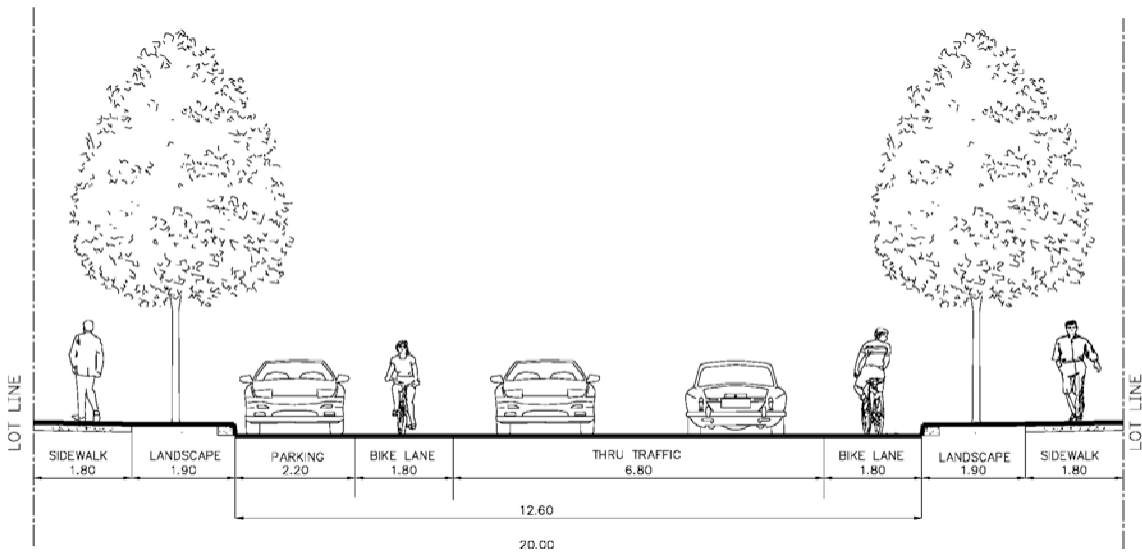 LOT LINE
LOT LINE
SIDEWALK
1.80
LANDSCAPE
1.90
PARKING
2.20
BIKE LANE
1.80
THRU TRAFFIC
6.80
BIKE LANE
1.80
LANDSCAPE
1.90
SIDEWALK
1.80
12.60
20.00